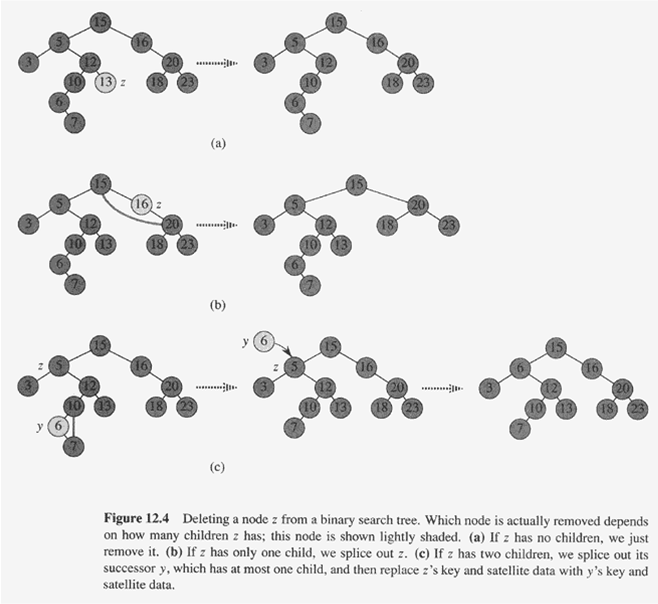 15 15
5 16 5 16
3 12 20 3 12 20
10 13 z 18 23 10 18 23
6 6
7 7
(a)
15 15
5 16 z 5 20
3 12 20 3 12 18 23
10 13 18 23 10 13
6 6
7 7
(b)
15 y 6 15 15
z 5 16 z 5 16 6 16
3 12 20 3 12 20 3 12 20
10 13 18 23 10 13 18 23 10 13 18 23
y 6 7 7
7
(c)
Figure 12.4 Deleting a node z from a binary search tree. Which node is actually removed depends
on how many children z has; this node is shown lightly shaded. (a) If z has no children, we just
remove it. (b) If z has only one child, we splice out z. (c) If z has two children, we splice out its
successor y, which has at most one child, and then replace z's key and satellite data with y's key and
satellite data.